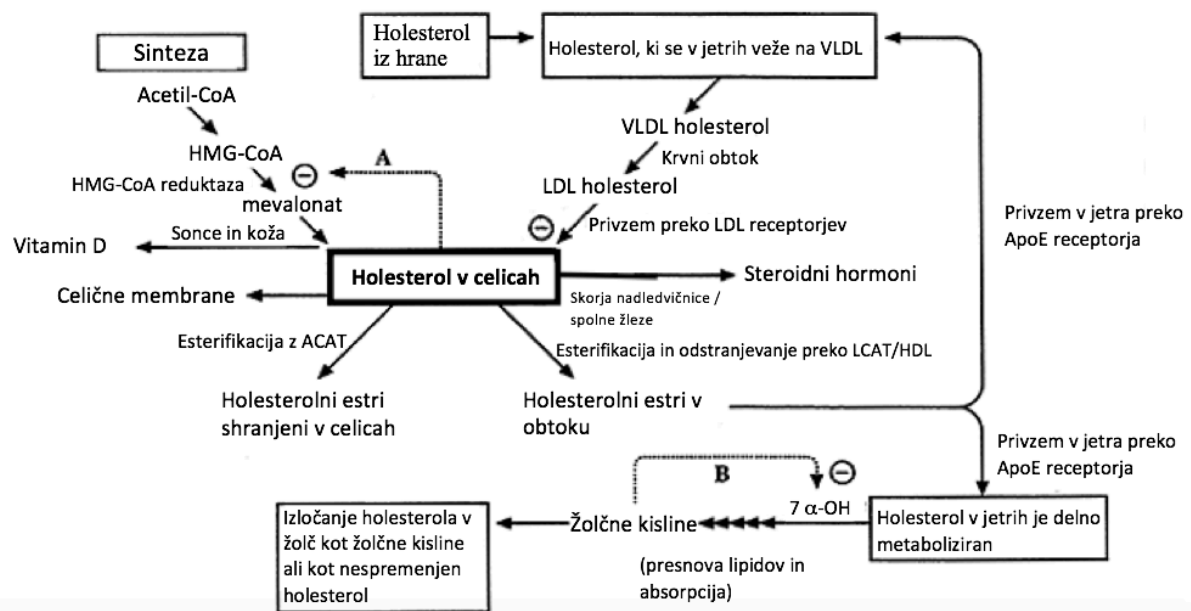 Sinteza
Acetil-CoA
HMG-CoA
HMG-CoA reduktaza
mevalonat
A
Holesterol
iz hrane
Holesterol, ki se v jetrih veže na VLDL
VLDL holesterol
Krvni obtok
LDL holesterol
Privzem preko LDL receptorjev
Privzem v jetra preko
ApoE receptorja
Vitamin D
Sonce in koža
Holesterol v celicah
Steroidni hormoni
Skorja nadledvičnice /
spolne žleze
Celične membrane
Esterifikacija z ACAT
Esterifikacija in odstranjevanje preko LCAT/HDL
Holesterolni estri
shranjeni v celicah
Holesterolni estri v
obtoku
Privzem v jetra preko
ApoE receptorja
B
7 α-OH
Izločanje holesterola v
žolč kot žolčne kisline
ali kot nespremenjen
holesterol
Žolčne kisline
(presnova lipidov in
absorpcija)
Holesterol v jetrih je delno
metaboliziran